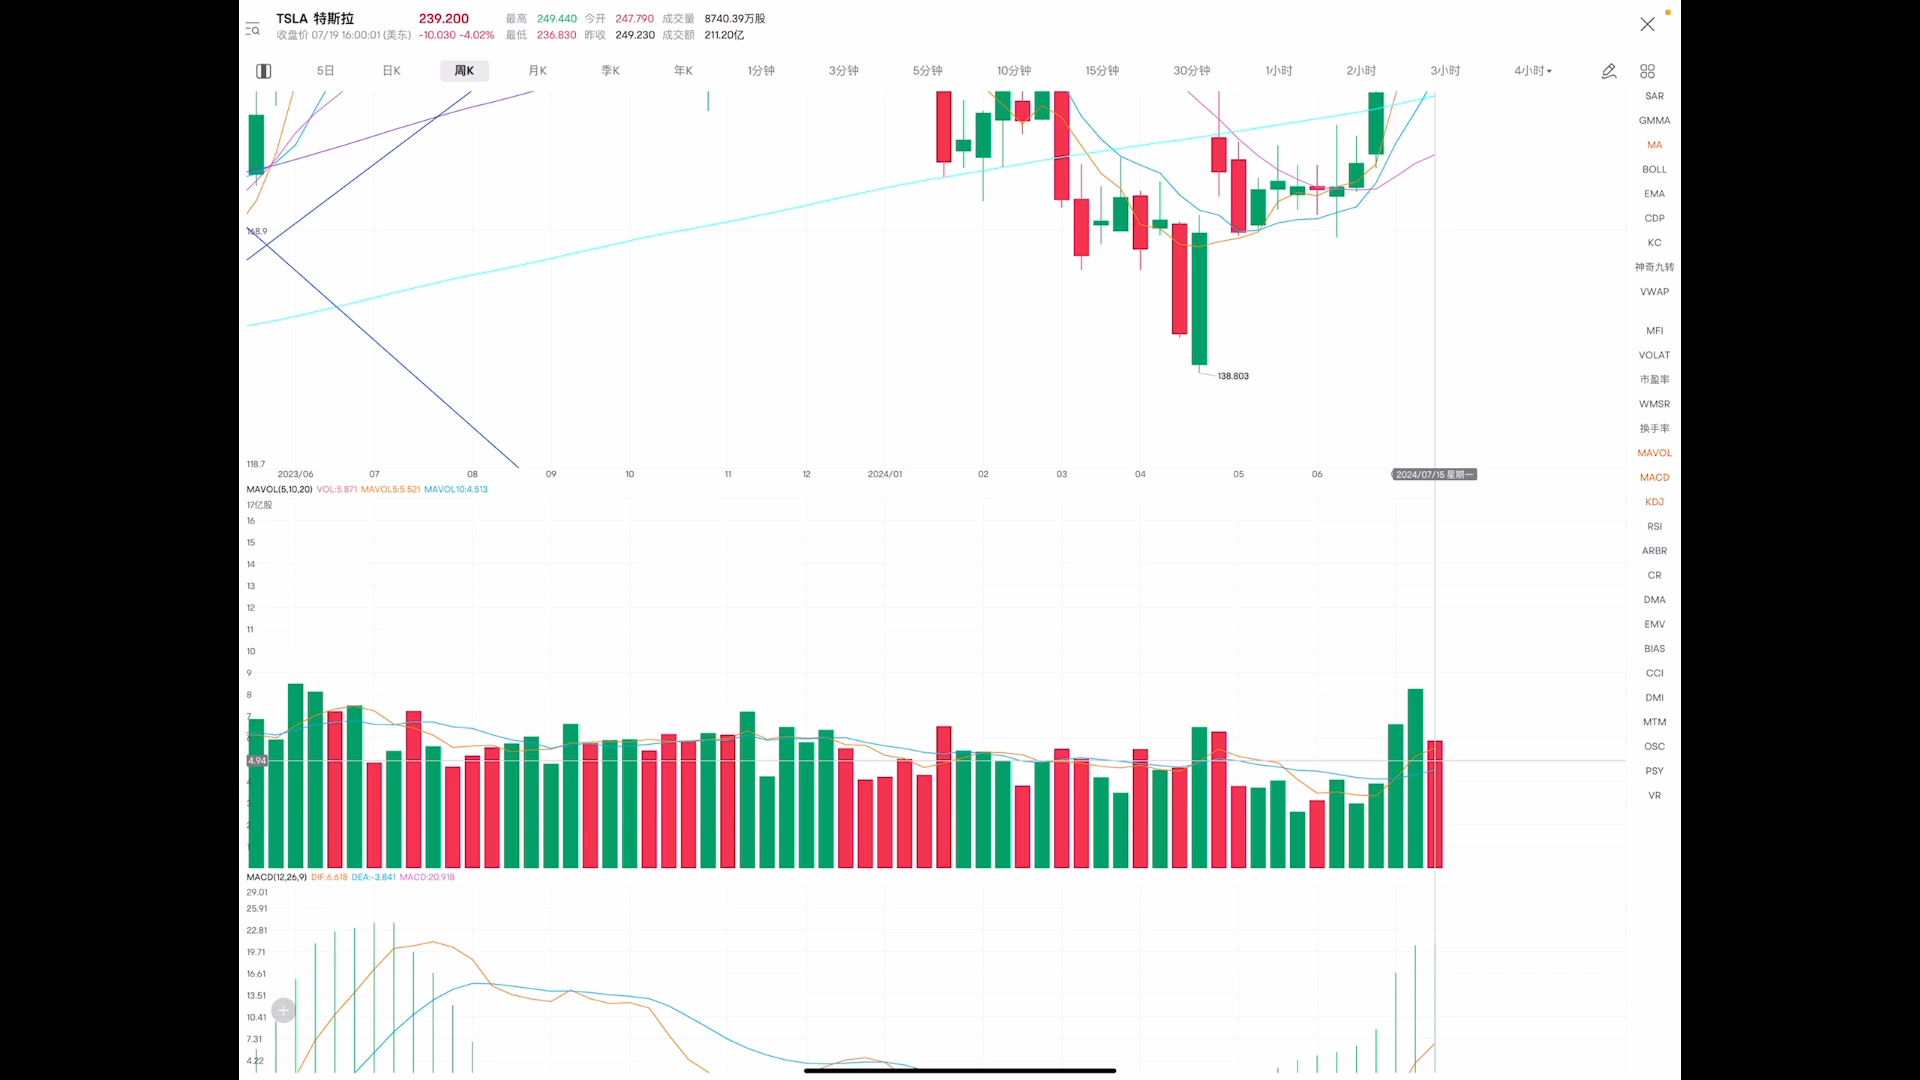 TSLA 特斯拉 239.200 最高 249.440 今开 247.790 成交量 8740.39万股
收盘价 07/19 16:00:01 (美东) -10.030 -4.02% 最低 236.830 昨收 249.230 成交额 211.20亿
5日 日K 周K 月K 季K 年K 1分钟 3分钟 5分钟 10分钟 15分钟 30分钟 1小时 2小时 3小时 4小时
SAR
GMMA
MA
BOLL
EMA
CDP
KC
神奇九转
VWAP
MFI
VOLAT
市盈率
WMSR
换手率
MAVOL
MACD
KDJ
RSI
ARBR
CR
DMA
EMV
BIAS
CCI
DMI
MTM
OSC
PSY
VR
168.9
138.803
118.7
2023/06 07 08 09 10 11 12 2024/01 02 03 04 05 06 2024/07/15 星期一
MAVOL(5,10,20) VOL:5.871 MAVOL5:5.521 MAVOL10:4.513
17亿股
16
15
14
13
12
11
10
9
8
7
4.94
MACD(12,26,9) DIF:6.618 DEA:-3.841 MACD:20.918
29.01
25.91
22.81
19.71
16.61
13.51
10.41
7.31
4.22